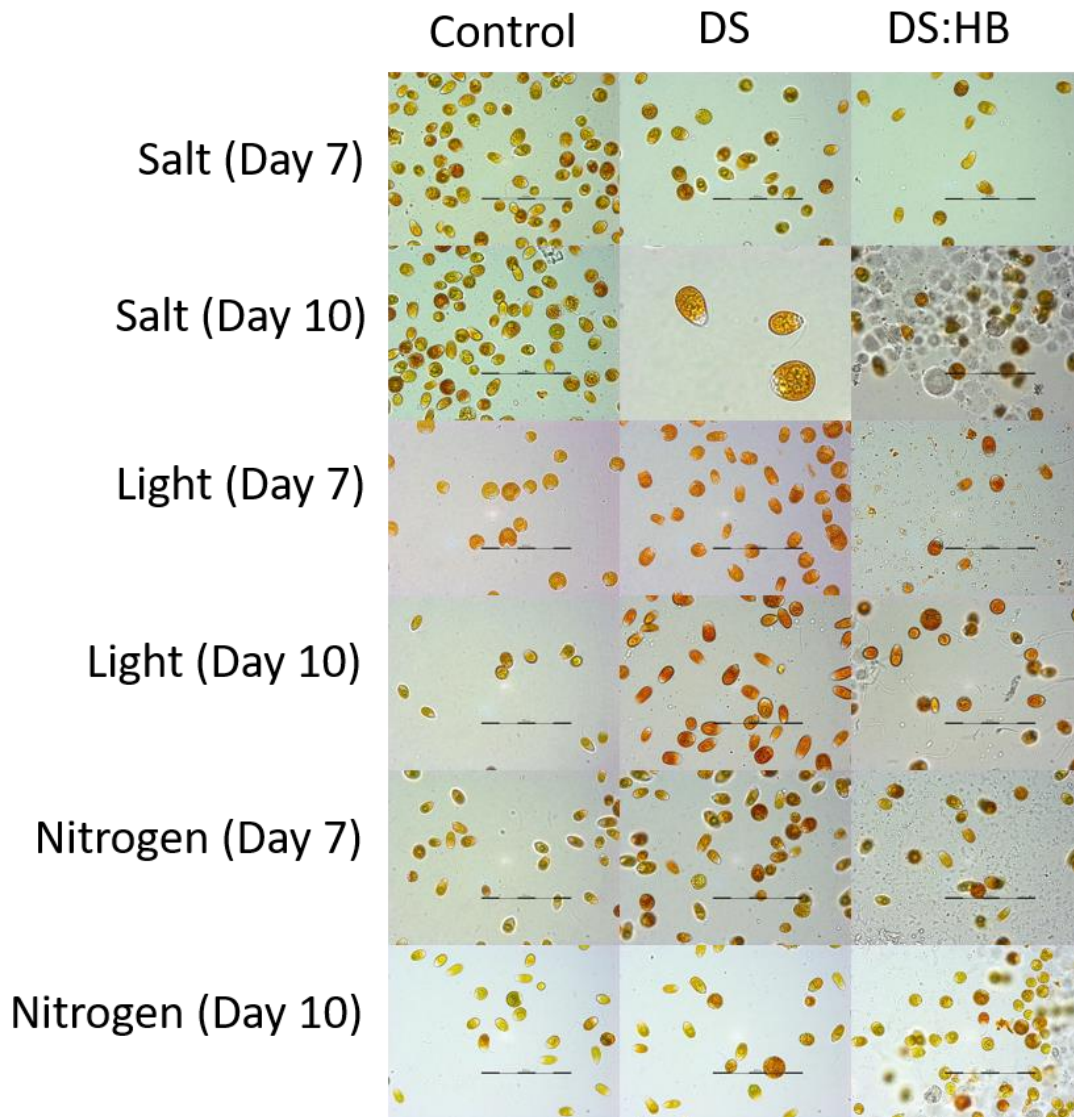 Control DS DS:HB
Salt (Day 7)
Salt (Day 10)
Light (Day 7)
Light (Day 10)
Nitrogen (Day 7)
Nitrogen (Day 10)